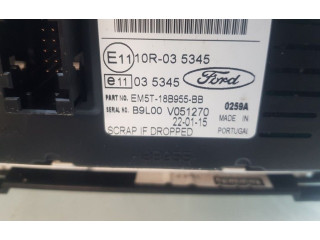 E11 10R-03 5345
e11 03 5345
Ford
PART No. EM5T-18B955-BB
0259A
SERIAL NO. B9L00 V051270
MADE IN
22-01-15
PORTUGAL
SCRAP IF DROPPED